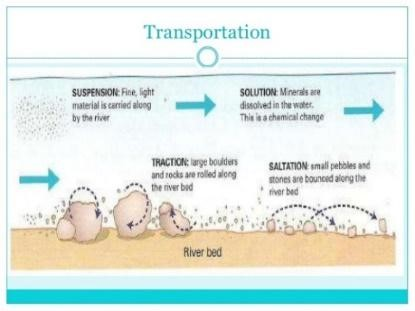 Transportation
SUSPENSION: Fine, light
material is carried along
by the river
SOLUTION: Minerals are
dissolved in the water.
This is a chemical change
TRACTION: large boulders
and rocks are rolled along
the river bed
SALTATION: small pebbles and
stones are bounced along the
river bed
River bed